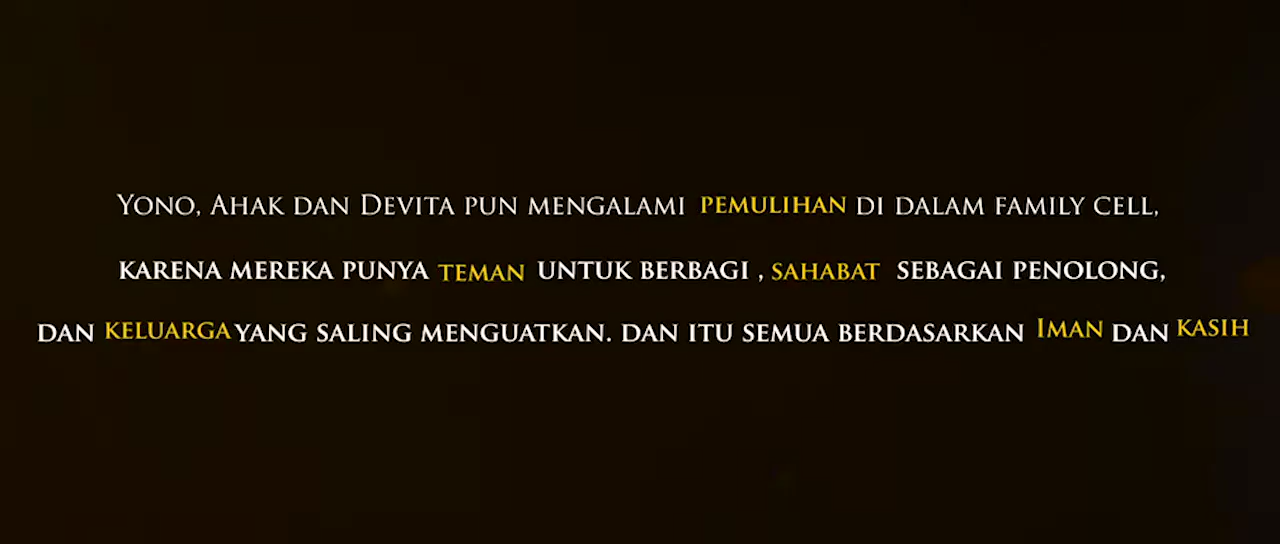 Yono, Ahak dan Devita pun mengalami pemulihan di dalam family cell,
karena mereka punya teman untuk berbagi , sahabat sebagai penolong,
dan keluarga yang saling menguatkan. dan itu semua berdasarkan Iman dan kasih